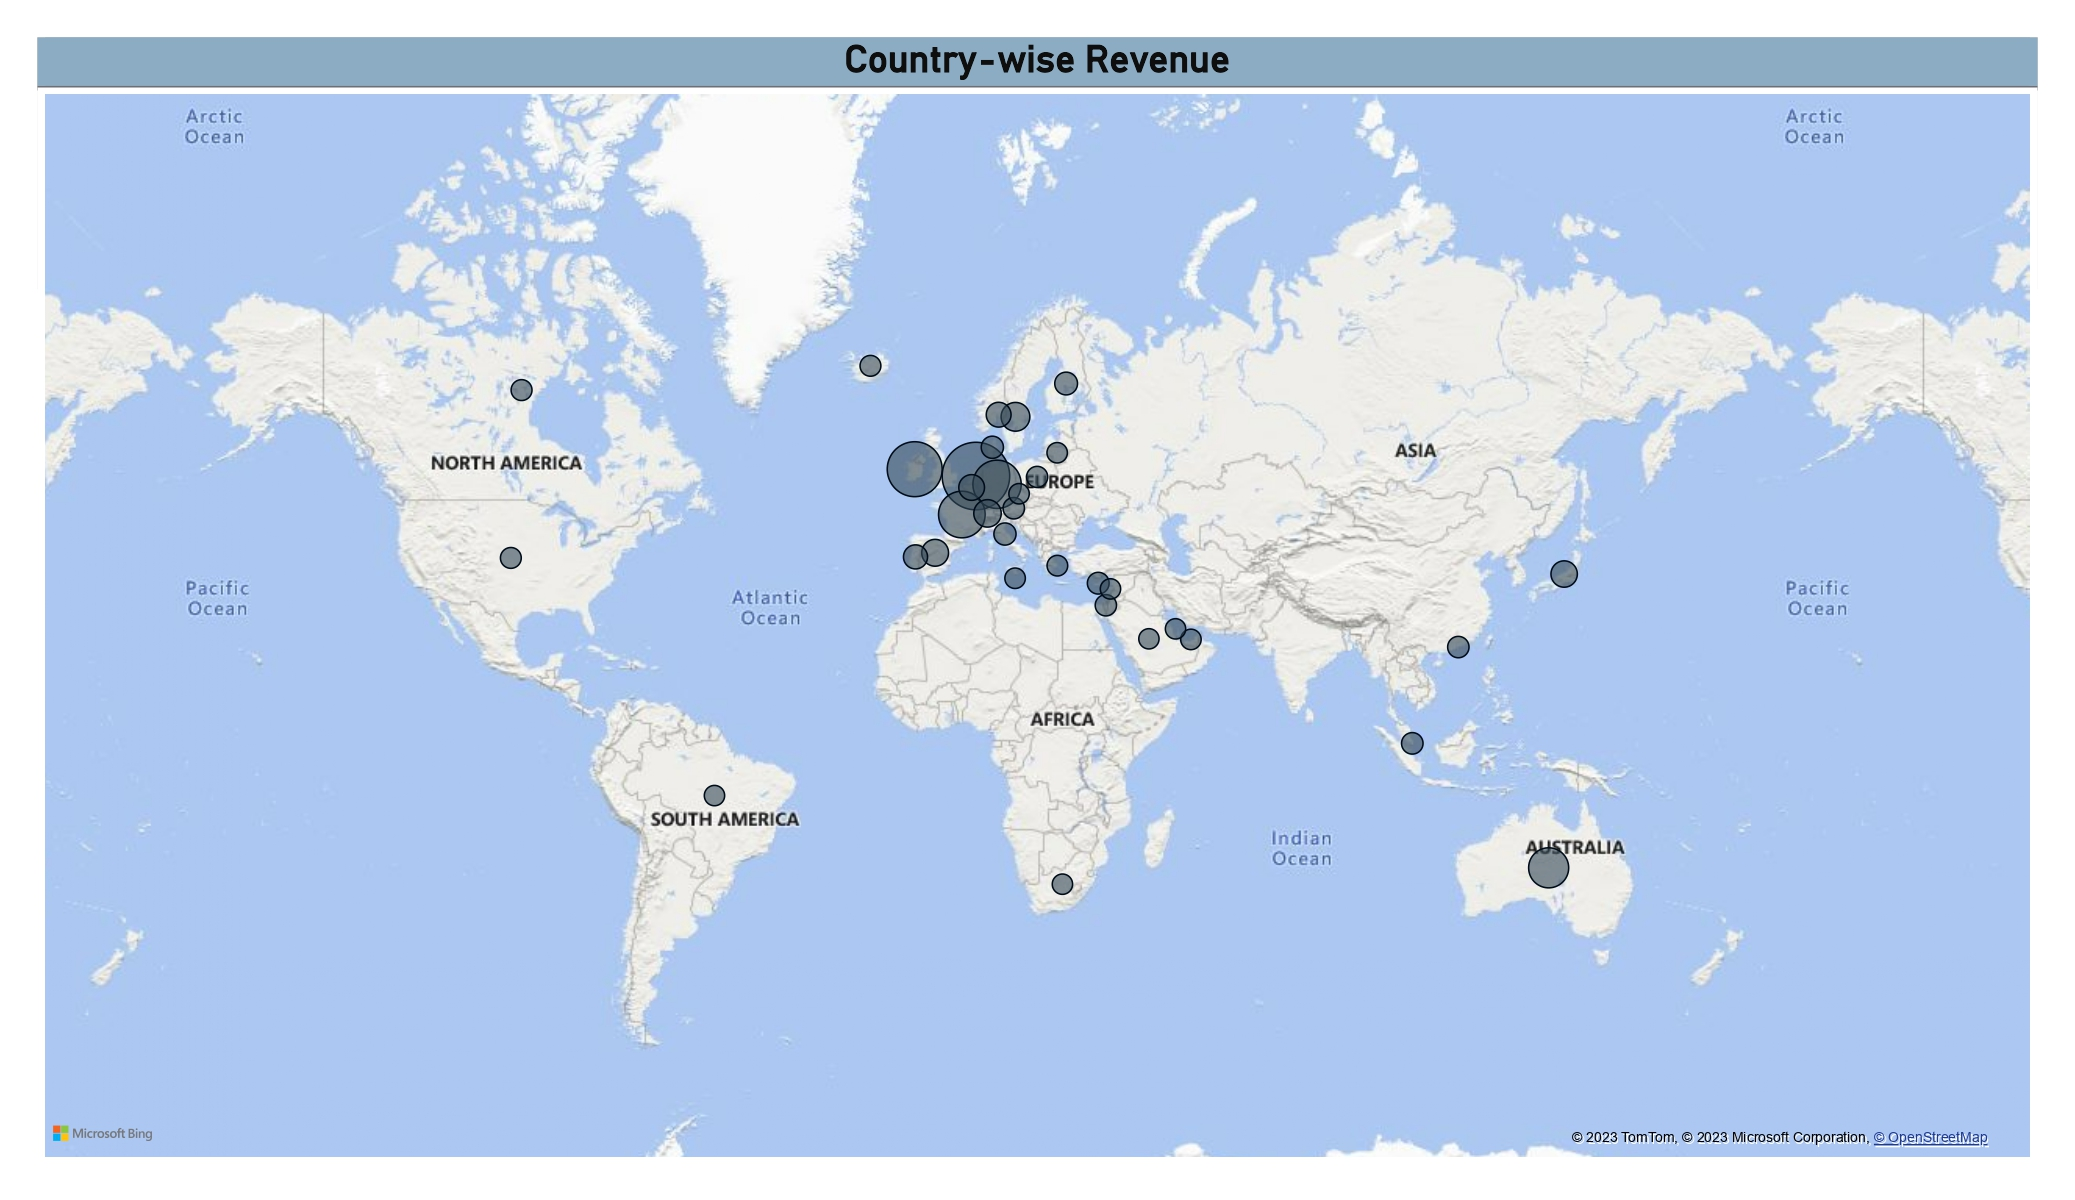 Country-wise Revenue
Arctic
Ocean
Arctic
Ocean
NORTH AMERICA
ASIA
EUROPE
Pacific
Ocean
Atlantic
Ocean
Pacific
Ocean
AFRICA
SOUTH AMERICA
Indian
Ocean
AUSTRALIA
Microsoft Bing
© 2023 TomTom, © 2023 Microsoft Corporation, © OpenStreetMap